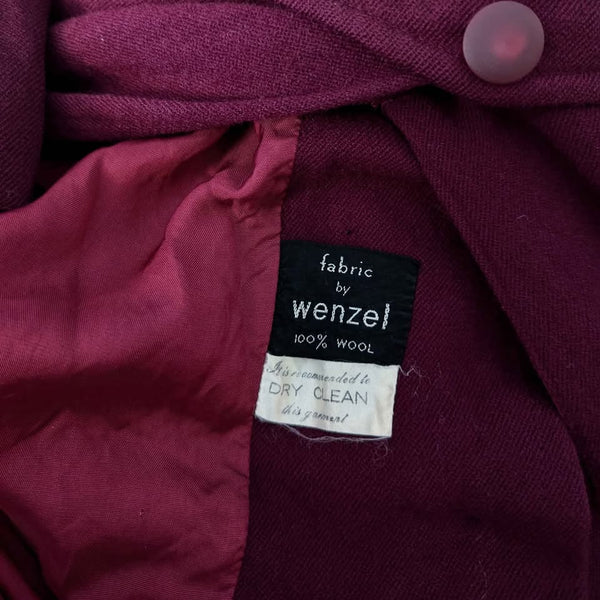 fabric
by
wenzel
100% WOOL
It is recommended to
DRY CLEAN
this garment